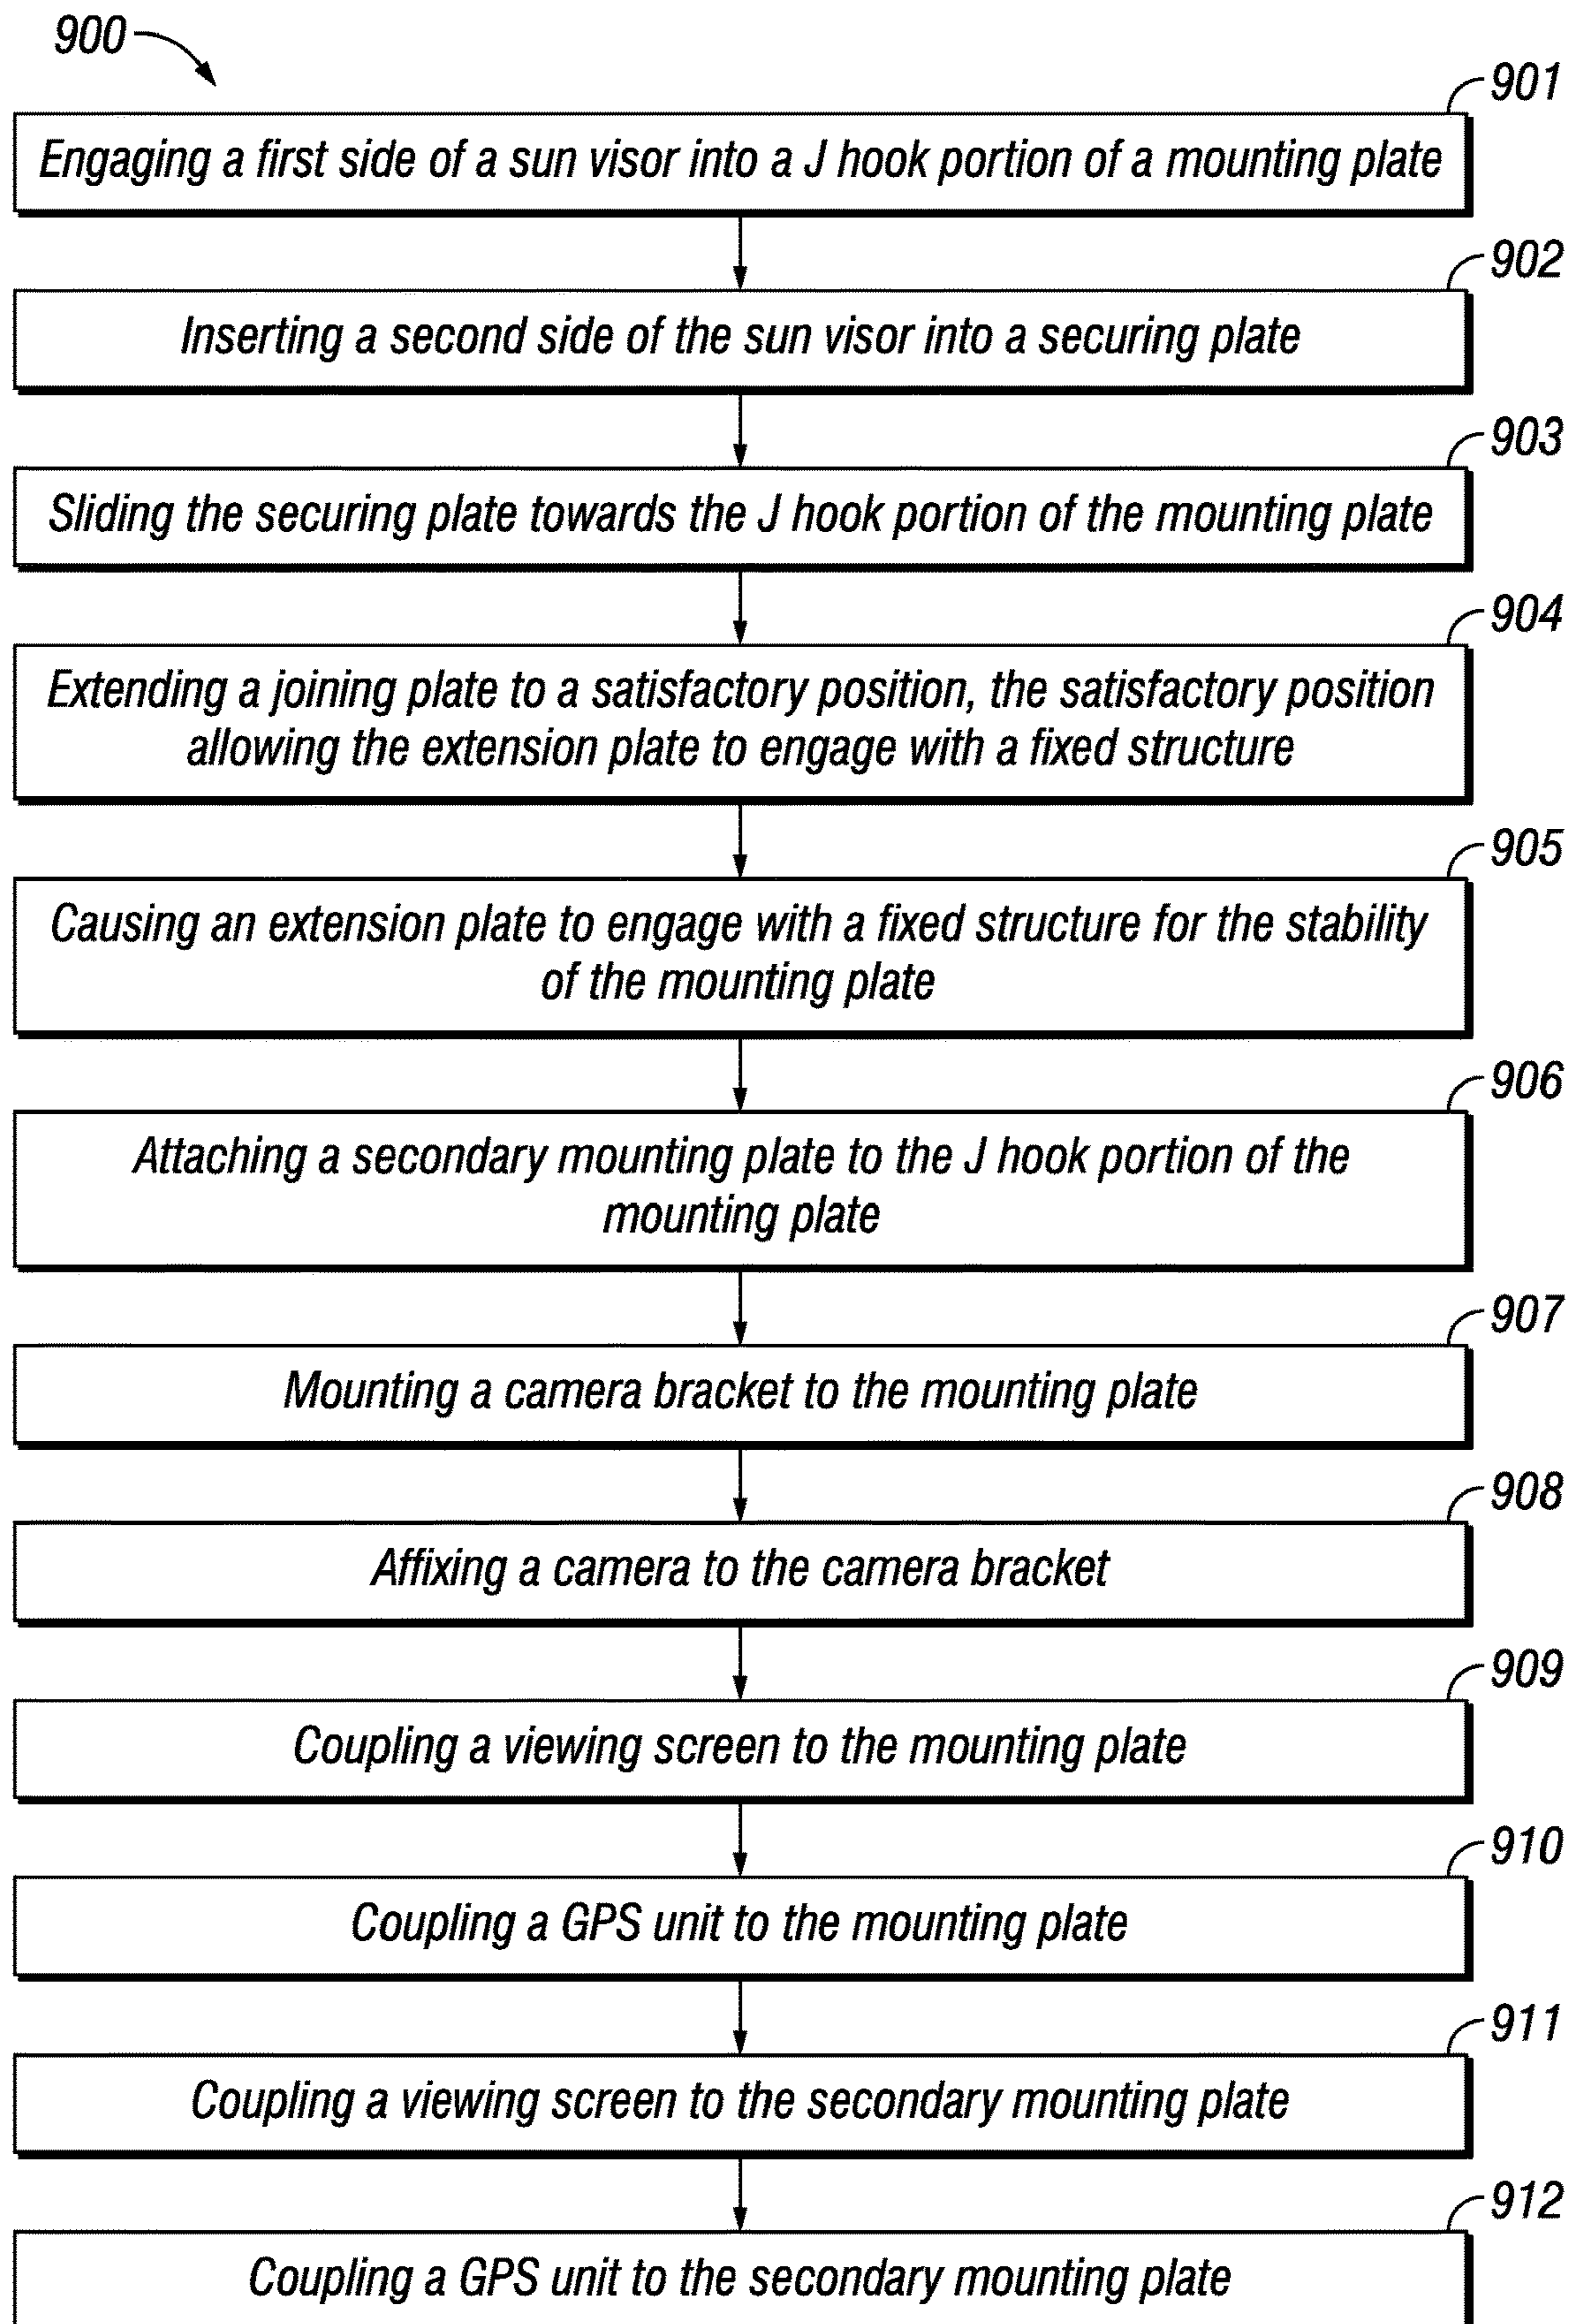 900
901
Engaging a first side of a sun visor into a J hook portion of a mounting plate
902
Inserting a second side of the sun visor into a securing plate
903
Sliding the securing plate towards the J hook portion of the mounting plate
904
Extending a joining plate to a satisfactory position, the satisfactory position
allowing the extension plate to engage with a fixed structure
905
Causing an extension plate to engage with a fixed structure for the stability
of the mounting plate
906
Attaching a secondary mounting plate to the J hook portion of the
mounting plate
907
Mounting a camera bracket to the mounting plate
908
Affixing a camera to the camera bracket
909
Coupling a viewing screen to the mounting plate
910
Coupling a GPS unit to the mounting plate
911
Coupling a viewing screen to the secondary mounting plate
912
Coupling a GPS unit to the secondary mounting plate